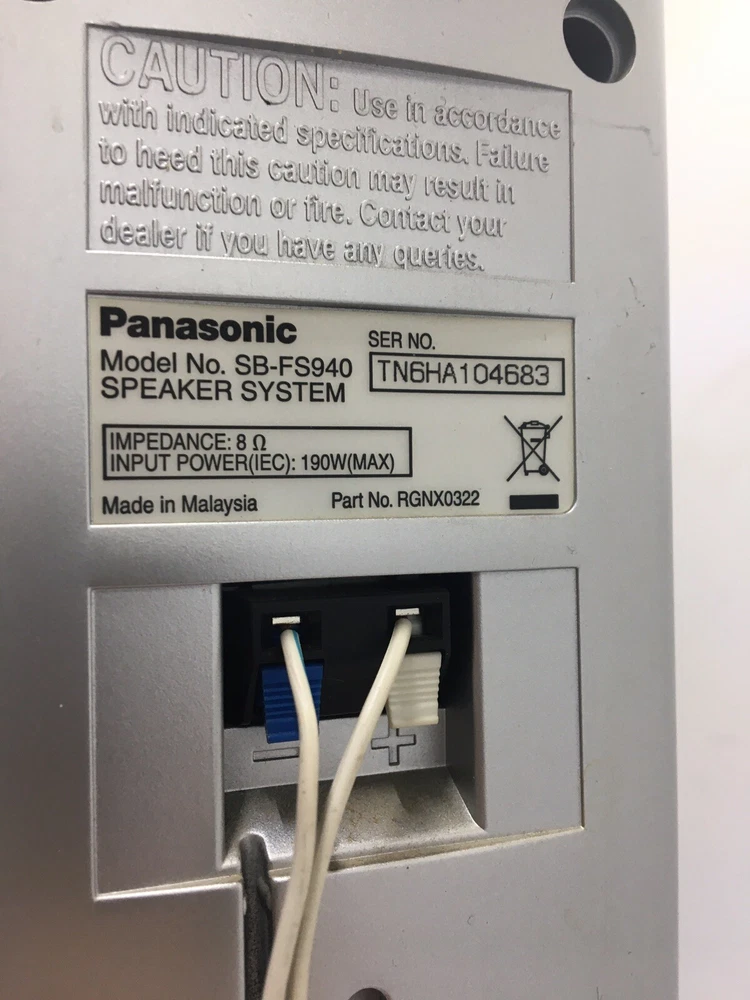 CAUTION: Use in accordance
with indicated specifications. Failure
to heed this caution may result in
malfunction or fire. Contact your
dealer if you have any queries.
Panasonic
Model No. SB-FS940
SPEAKER SYSTEM
SER NO.
TN6HA104683
IMPEDANCE: 8 Ω
INPUT POWER(IEC): 190W(MAX)
Made in Malaysia
Part No. RGNX0322
− +